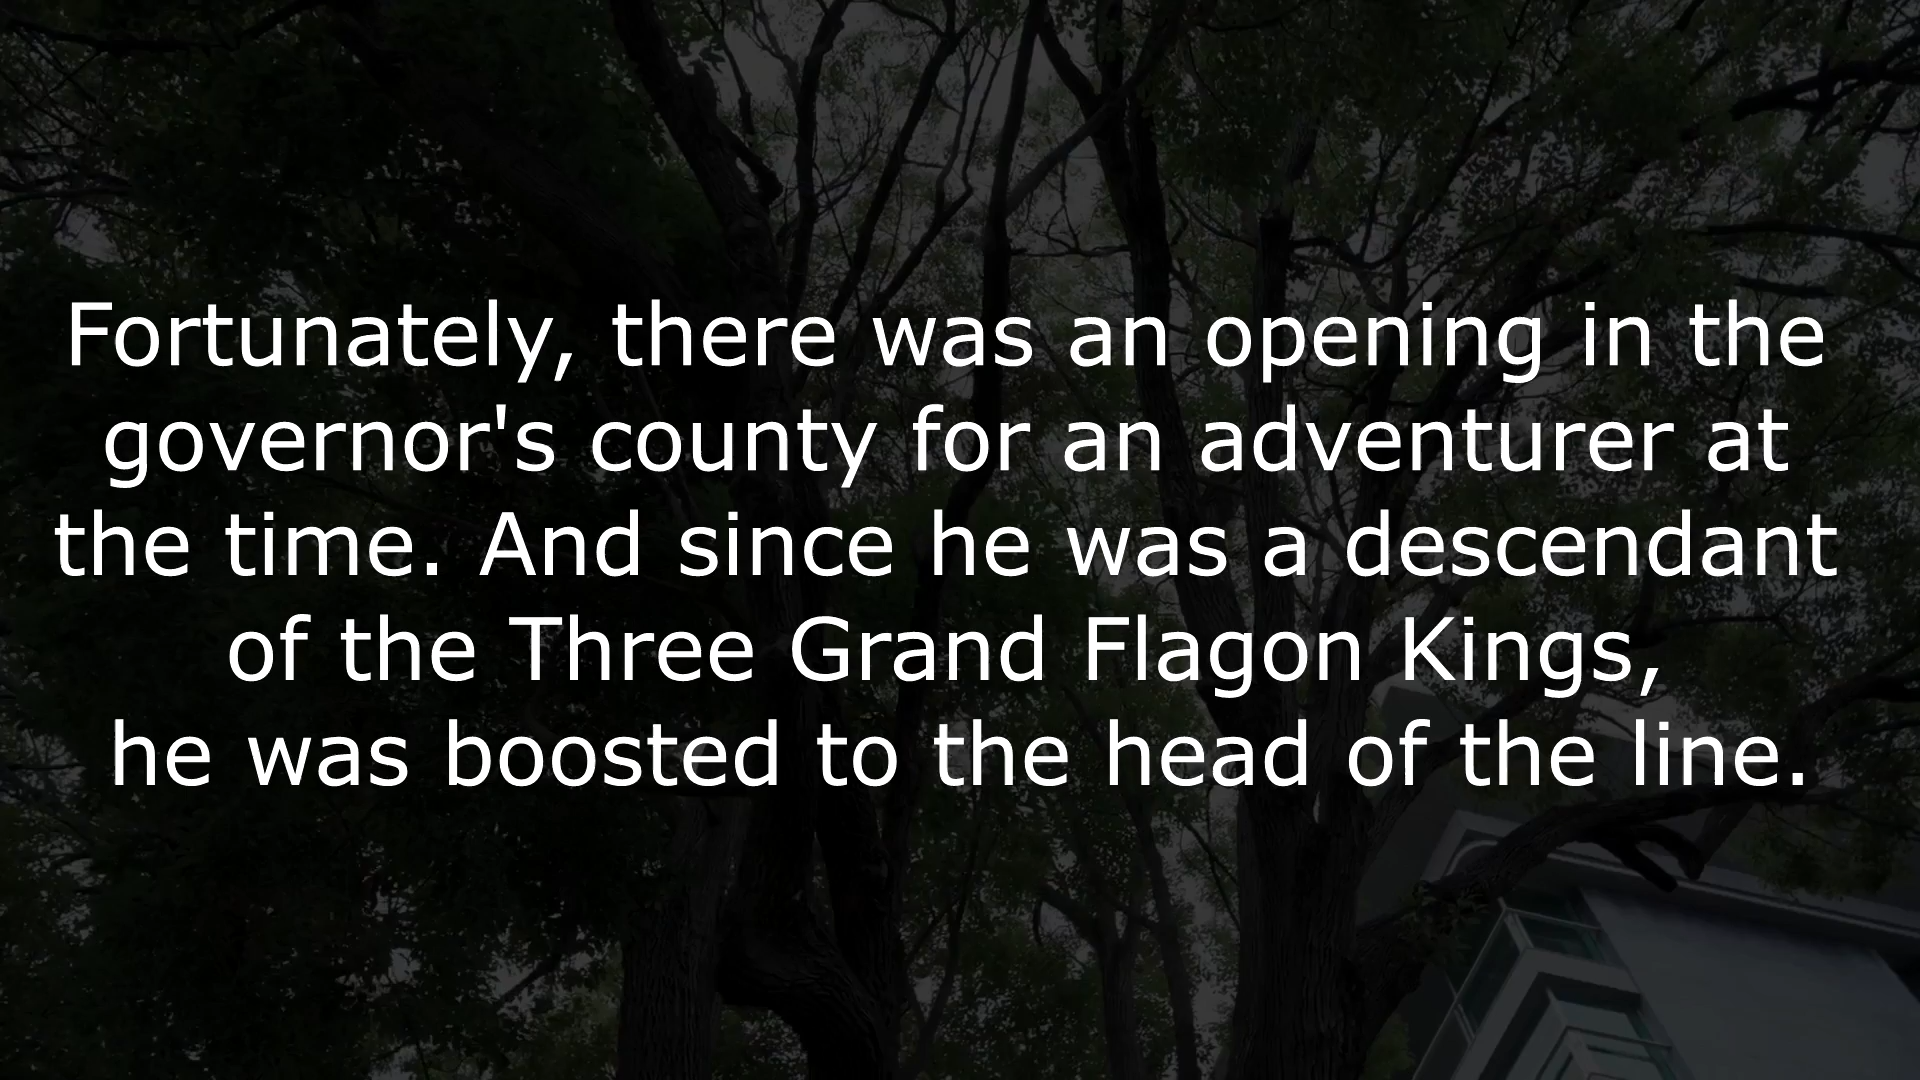 Fortunately, there was an opening in the
governor's county for an adventurer at
the time. And since he was a descendant
of the Three Grand Flagon Kings,
he was boosted to the head of the line.